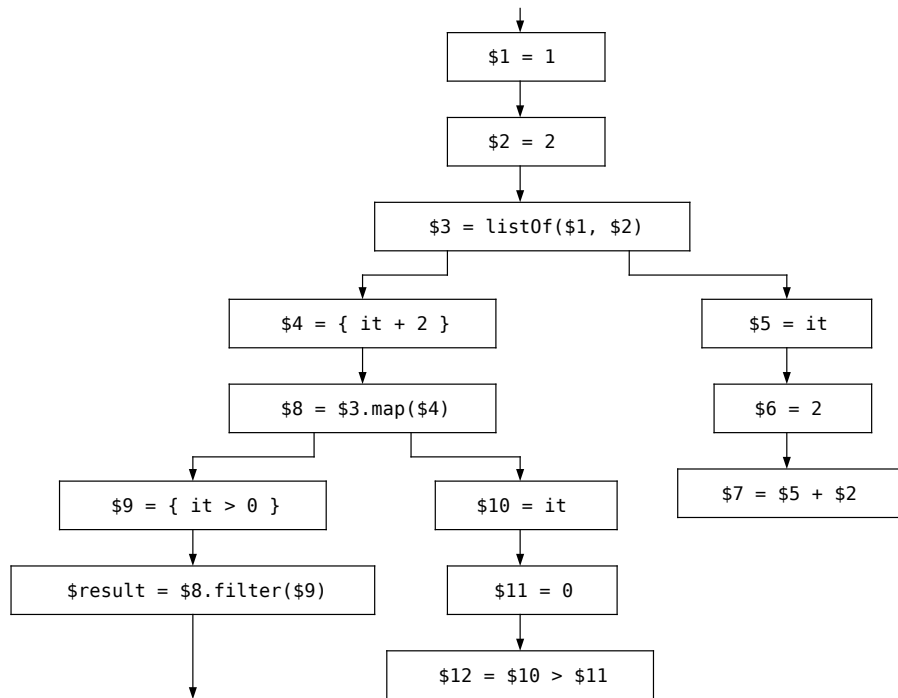 $1 = 1
$2 = 2
$3 = listOf($1, $2)
$4 = { it + 2 }
$5 = it
$8 = $3.map($4)
$6 = 2
$7 = $5 + $2
$9 = { it > 0 }
$10 = it
$result = $8.filter($9)
$11 = 0
$12 = $10 > $11